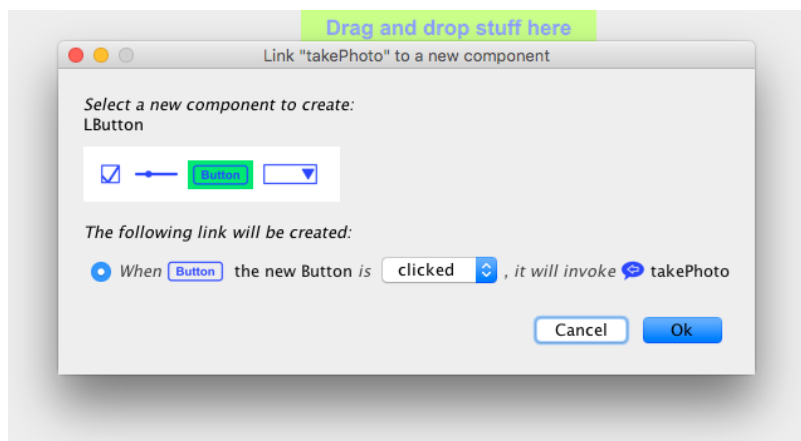 Drag and drop stuff here
Link "takePhoto" to a new component
Select a new component to create:
LButton
Button
The following link will be created:
When Button the new Button is clicked , it will invoke takePhoto
Cancel Ok